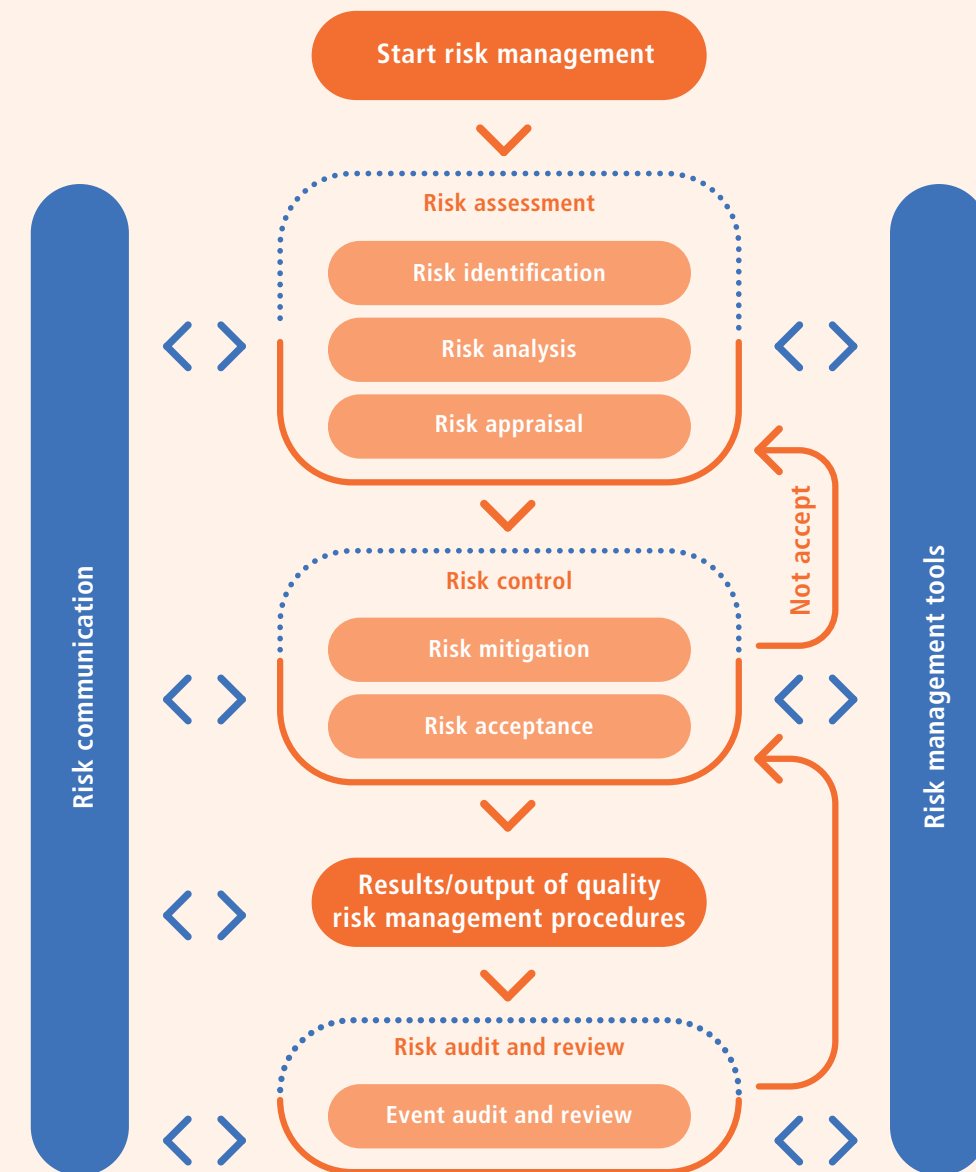 Start risk management
Risk assessment
Risk identification
Risk analysis
Risk appraisal
Not accept
Risk control
Risk mitigation
Risk acceptance
Risk communication
Risk management tools
Results/output of quality
risk management procedures
Risk audit and review
Event audit and review